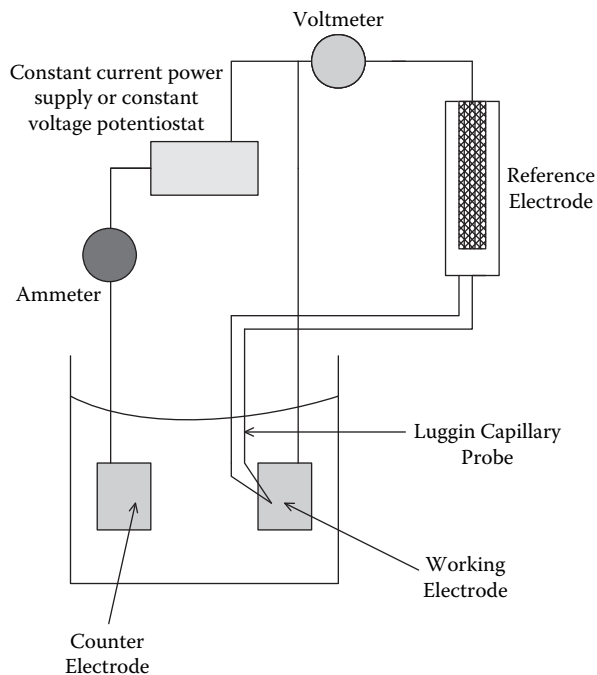 Voltmeter
Constant current power
supply or constant
voltage potentiostat
Reference
Electrode
Ammeter
Luggin Capillary
Probe
Working
Electrode
Counter
Electrode